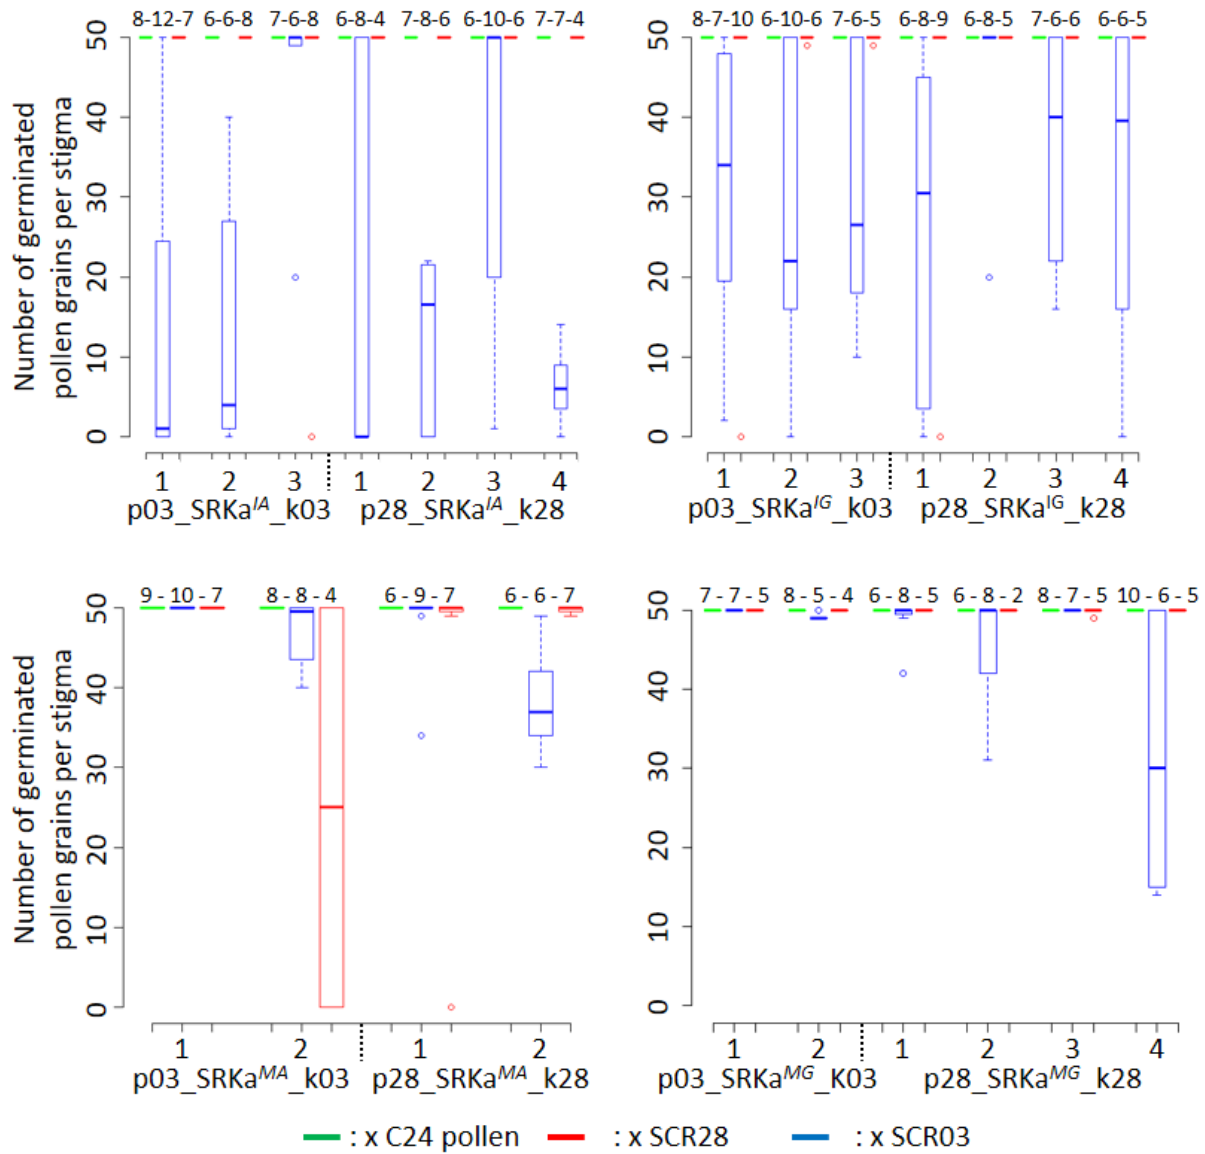 8-12-7 6-6-8 7-6-8 6-8-4 7-8-6 6-10-6 7-7-4
Number of germinated
pollen grains per stigma
50
40
30
20
10
0
1 2 3 1 2 3 4
p03_SRKa^IA_k03 p28_SRKa^IA_k28
8-7-10 6-10-6 7-6-5 6-8-9 6-8-5 7-6-6 6-6-5
50
40
30
20
10
0
1 2 3 1 2 3 4
p03_SRKa^IG_k03 p28_SRKa^IG_k28
9 - 10 - 7 8 - 8 - 4 6 - 9 - 7 6 - 6 - 7
Number of germinated
pollen grains per stigma
50
40
30
20
10
0
1 2 1 2
p03_SRKa^MA_k03 p28_SRKa^MA_k28
7 - 7 - 5 8 - 5 - 4 6 - 8 - 5 6 - 8 - 2 8 - 7 - 5 10 - 6 - 5
50
40
30
20
10
0
1 2 1 2 3 4
p03_SRKa^MG_K03 p28_SRKa^MG_k28
: x C24 pollen : x SCR28 : x SCR03